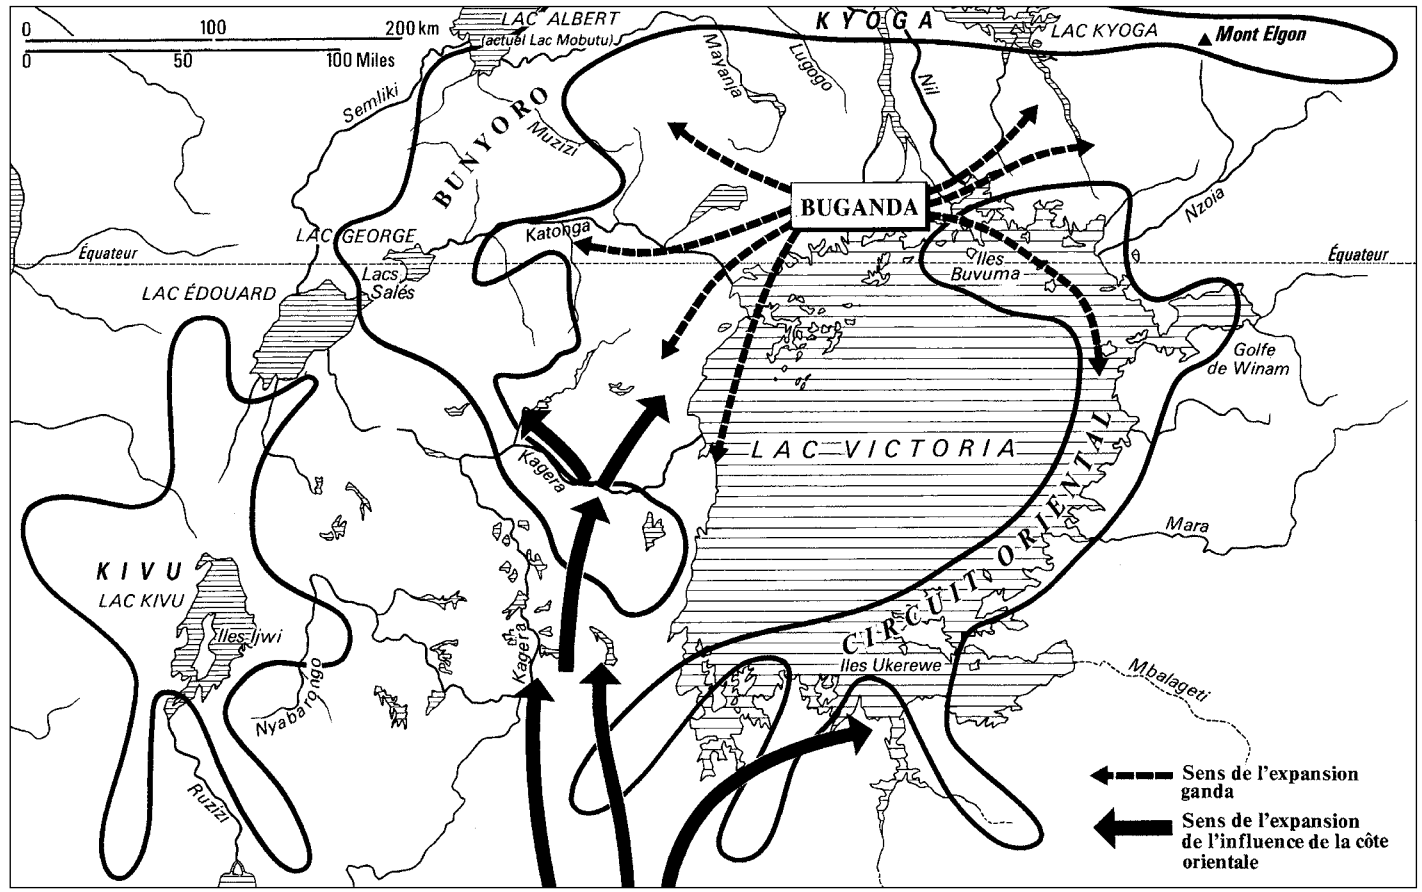 0 100 200 km
0 50 100 Miles
LAC ALBERT
(actuel Lac Mobutu)
KYOGA
LAC KYOGA
Mont Elgon
Semliki
Mayanja
Lugogo
Nil
BUNYORO
Muzizi
BUGANDA
Nzoia
Katonga
LAC GEORGE
Équateur
Équateur
Lacs
Salés
Iles
Buvuma
LAC ÉDOUARD
Golfe
de Winam
LAC VICTORIA
Kagera
CIRCUIT ORIENTAL
Mara
KIVU
LAC KIVU
Iles Ijwi
Kagera
Iles Ukerewe
Mbalageti
Nyabarongo
Ruzizi
Sens de l'expansion
ganda
Sens de l'expansion
de l'influence de la côte
orientale